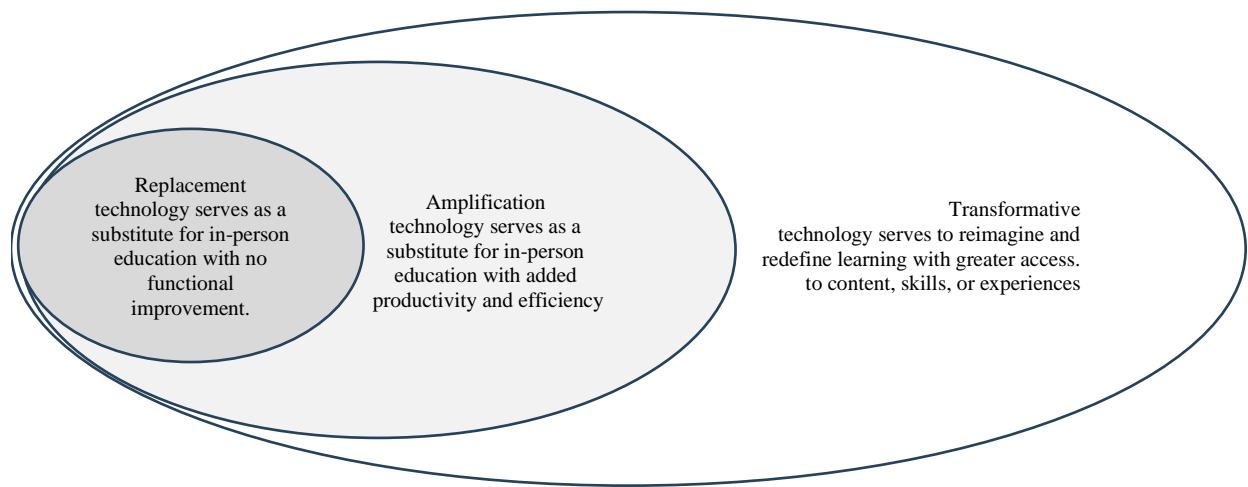 Replacement
technology serves as a
substitute for in-person
education with no
functional
improvement.
Amplification
technology serves as a
substitute for in-person
education with added
productivity and efficiency
Transformative
technology serves to reimagine and
redefine learning with greater access.
to content, skills, or experiences